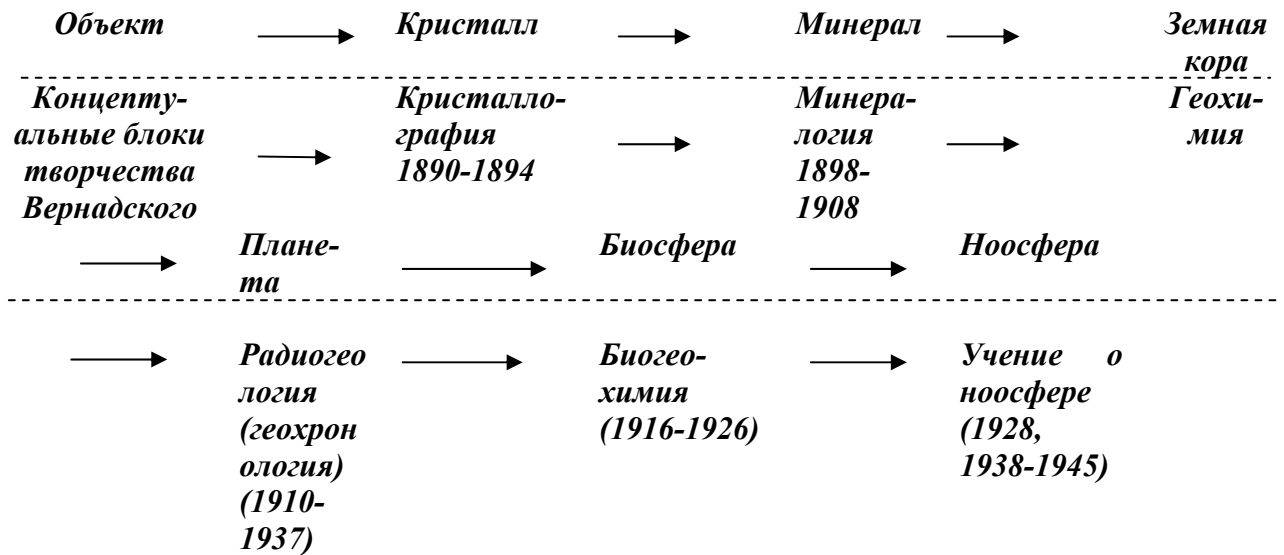 Объект Кристалл Минерал Земная
кора
Концепту- Кристалло- Минера- Геохи-
альные блоки графия логия мия
творчества 1890-1894 1898-
Вернадского 1908
Плане- Биосфера Ноосфера
та
Радиогео Биогео- Учение о
логия химия ноосфере
(геохрон (1916-1926) (1928,
ология) 1938-1945)
(1910-
1937)